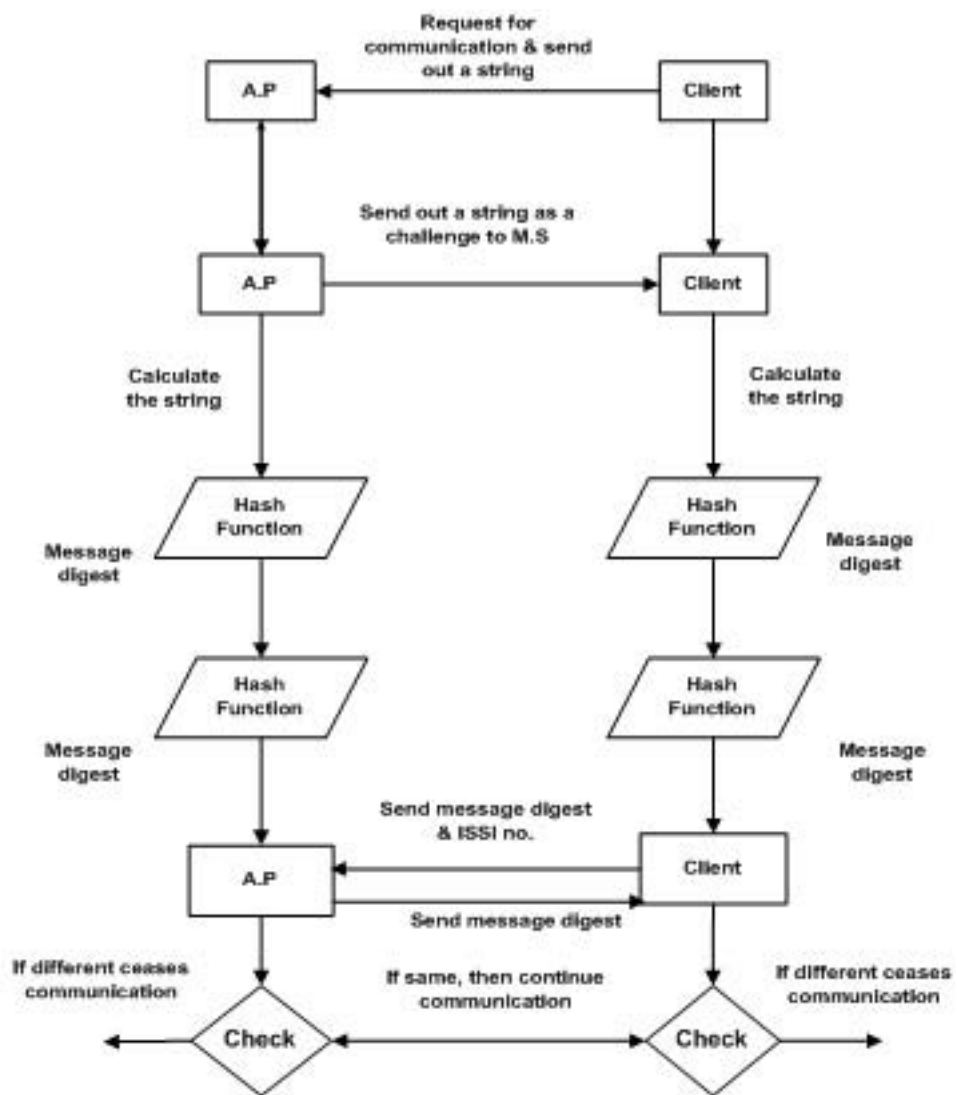 Request for
communication & send
out a string
A.P
Client
Send out a string as a
challenge to M.S
A.P
Client
Calculate
the string
Calculate
the string
Hash
Function
Hash
Function
Message
digest
Message
digest
Hash
Function
Hash
Function
Message
digest
Message
digest
Send message digest
& ISSI no.
A.P
Client
Send message digest
If different ceases
communication
If same, then continue
communication
If different ceases
communication
Check
Check